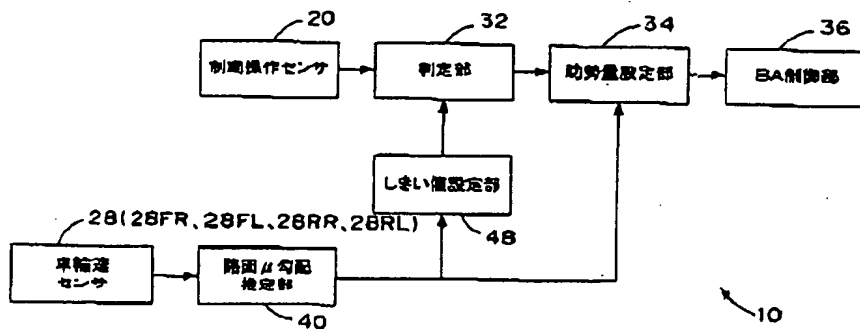 20
32
34
36
制動操作センサ
判定部
助勢量設定部
BA制御部
しきい値設定部
48
28(28FR、28FL、28RR、28RL)
車輪速
センサ
路面μ勾配
推定部
40
10